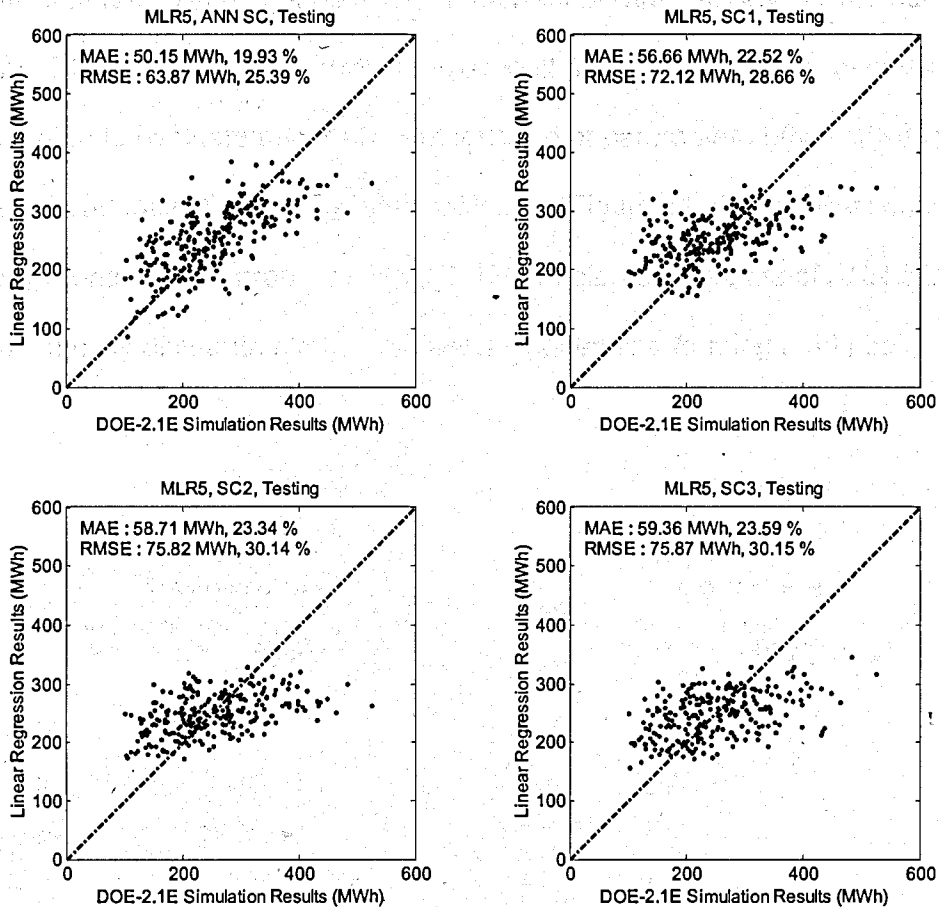 MLR5, ANN SC, Testing
600
500
400
300
200
100
0
MAE : 50.15 MWh, 19.93 %
RMSE : 63.87 MWh, 25.39 %
Linear Regression Results (MWh)
0 200 400 600
DOE-2.1E Simulation Results (MWh)
MLR5, SC1, Testing
600
500
400
300
200
100
0
MAE : 56.66 MWh, 22.52 %
RMSE : 72.12 MWh, 28.66 %
Linear Regression Results (MWh)
0 200 400 600
DOE-2.1E Simulation Results (MWh)
MLR5, SC2, Testing
600
500
400
300
200
100
0
MAE : 58.71 MWh, 23.34 %
RMSE : 75.82 MWh, 30.14 %
Linear Regression Results (MWh)
0 200 400 600
DOE-2.1E Simulation Results (MWh)
MLR5, SC3, Testing
600
500
400
300
200
100
0
MAE : 59.36 MWh, 23.59 %
RMSE : 75.87 MWh, 30.15 %
Linear Regression Results (MWh)
0 200 400 600
DOE-2.1E Simulation Results (MWh)